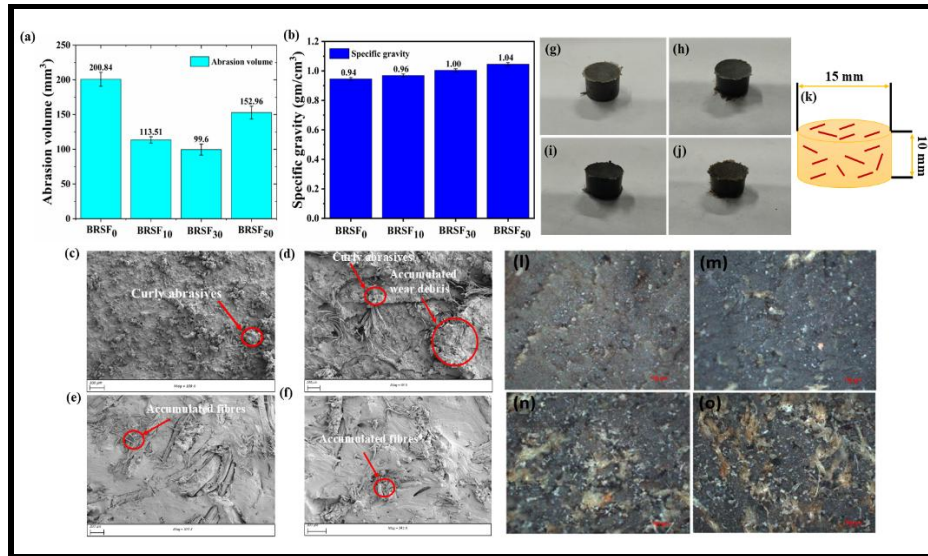 (a)
250
200
150
100
50
0
Abrasion volume (mm³)
Abrasion volume
200.84
113.51
99.6
152.96
BRSF₀
BRSF₁₀
BRSF₃₀
BRSF₅₀
(b)
1.4
1.2
1.0
0.8
0.6
0.4
0.2
0.0
Specific gravity (gm/cm³)
Specific gravity
0.94
0.96
1.00
1.04
BRSF₀
BRSF₁₀
BRSF₃₀
BRSF₅₀
(g)
(h)
(i)
(j)
15 mm
(k)
10 mm
(c)
Curly abrasives
(d)
Curly abrasives
Accumulated
wear debris
(e)
Accumulated fibres
(f)
Accumulated fibres
(l)
(m)
(n)
(o)